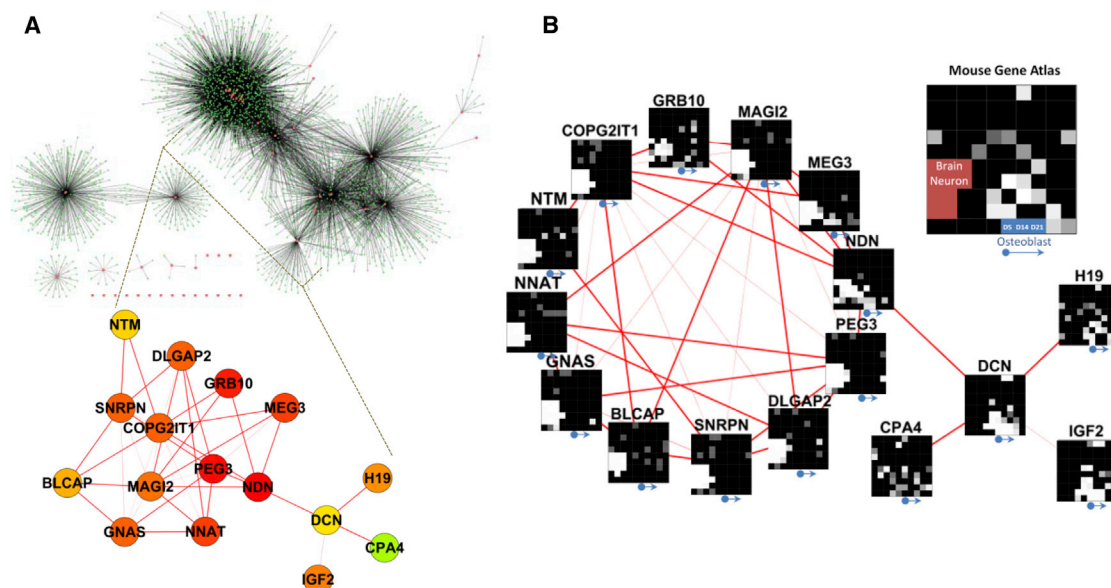 A
NTM
DLGAP2
GRB10
SNRPN
MEG3
COPG2IT1
PEG3
BLCAP
MAGI2
NDN
H19
GNAS
NNAT
DCN
CPA4
IGF2
B
Mouse Gene Atlas
Brain
Neuron
D5 D14 D21
Osteoblast
GRB10
MAGI2
COPG2IT1
MEG3
NTM
NDN
NNAT
PEG3
H19
GNAS
DCN
DLGAP2
BLCAP
SNRPN
CPA4
IGF2